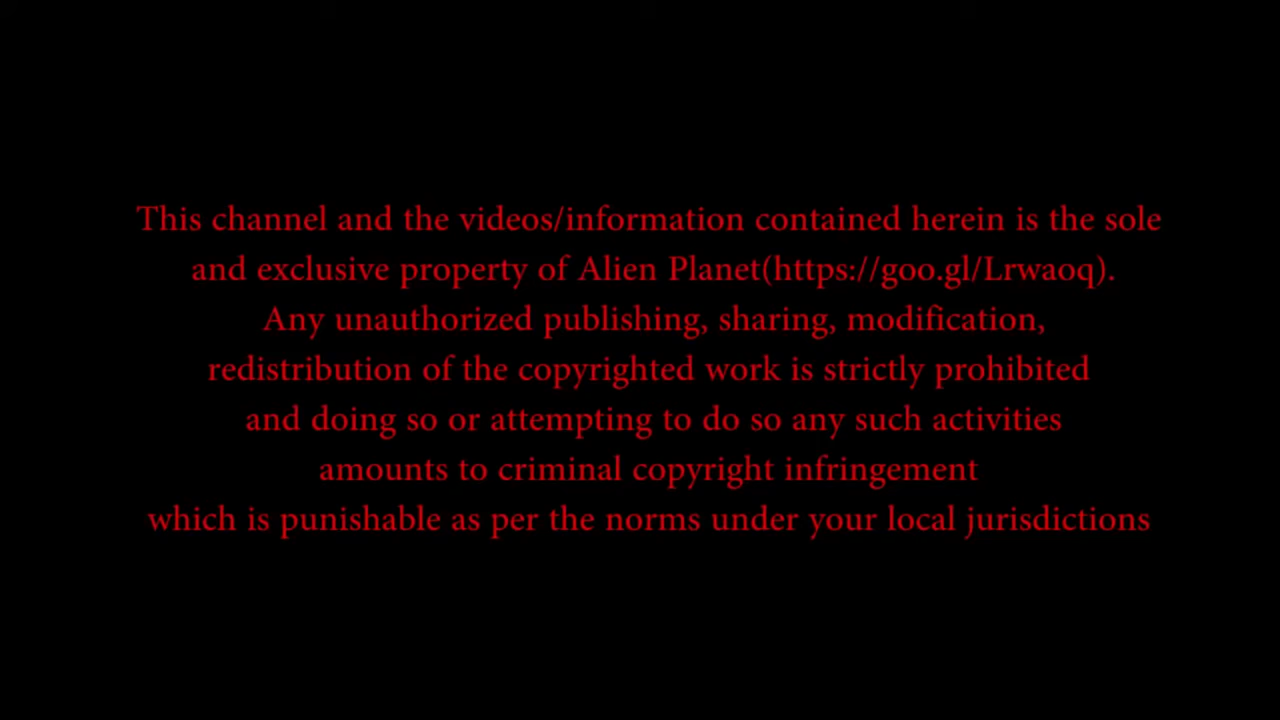 This channel and the videos/information contained herein is the sole
and exclusive property of Alien Planet(https://goo.gl/Lrwaoq).
Any unauthorized publishing, sharing, modification,
redistribution of the copyrighted work is strictly prohibited
and doing so or attempting to do so any such activities
amounts to criminal copyright infringement
which is punishable as per the norms under your local jurisdictions